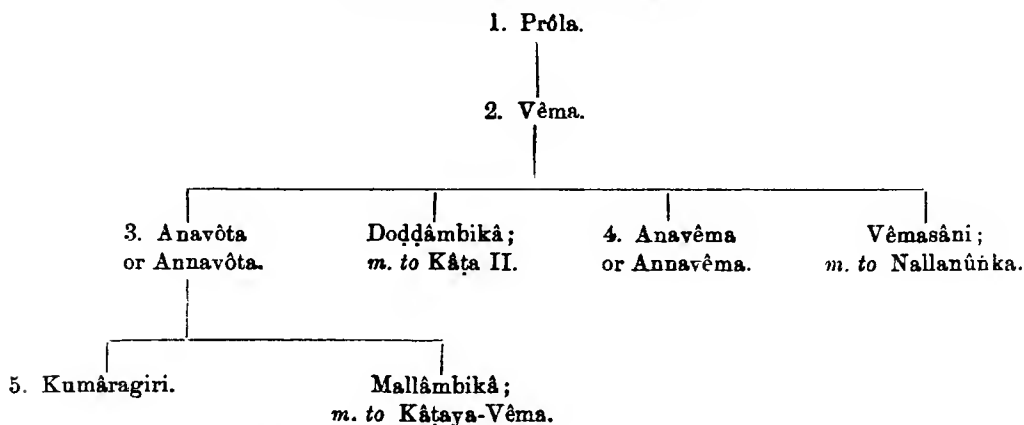 1. Prôla.
2. Vêma.
3. Anavôta Doḍḍâmbikâ; 4. Anavêma Vêmasâni;
or Annavôta. m. to Kâṭa II. or Annavêma. m. to Nallanûṅka.
5. Kumâragiri. Mallâmbikâ;
m. to Kâṭaya-Vêma.